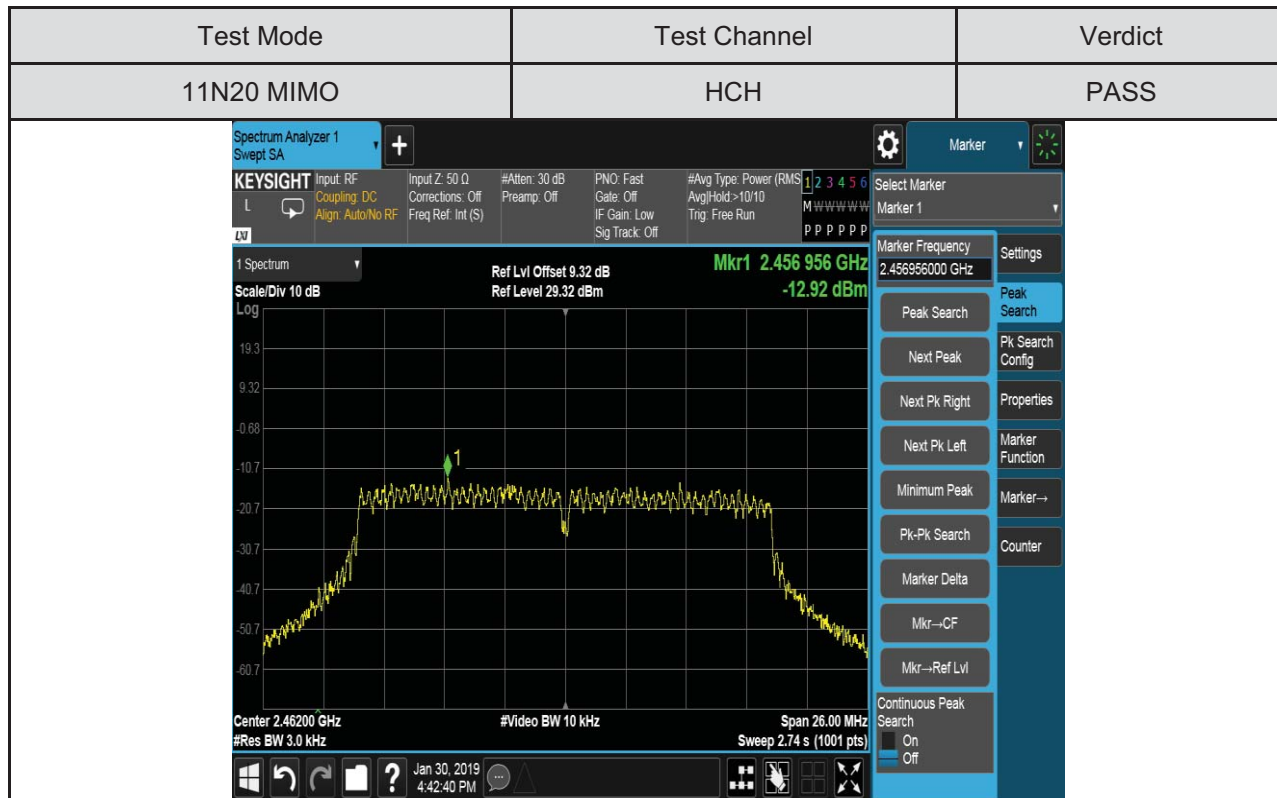 Test Mode Test Channel Verdict
11N20 MIMO HCH PASS
Spectrum Analyzer 1
Swept SA
+
Marker
KEYSIGHT Input: RF Input Z: 50 Ω #Atten: 30 dB PNO: Fast #Avg Type: Power (RMS 1 2 3 4 5 6
L Coupling: DC Corrections: Off Preamp: Off Gate: Off Avg|Hold:>10/10 M W W W W W
Align: Auto/No RF Freq Ref: Int (S) IF Gain: Low Trig: Free Run
LXI Sig Track: Off P P P P P P
Select Marker
Marker 1
1 Spectrum Ref Lvl Offset 9.32 dB Mkr1 2.456 956 GHz
Scale/Div 10 dB Ref Level 29.32 dBm -12.92 dBm
Log
19.3
9.32
-0.68
-10.7
-20.7
-30.7
-40.7
-50.7
-60.7
1
Center 2.46200 GHz #Video BW 10 kHz Span 26.00 MHz
#Res BW 3.0 kHz Sweep 2.74 s (1001 pts)
Marker Frequency
2.456956000 GHz
Peak Search
Next Peak
Next Pk Right
Next Pk Left
Minimum Peak
Pk-Pk Search
Marker Delta
Mkr→CF
Mkr→Ref Lvl
Continuous Peak
Search
On
Off
Settings
Peak
Search
Pk Search
Config
Properties
Marker
Function
Marker→
Counter
? Jan 30, 2019
4:42:40 PM